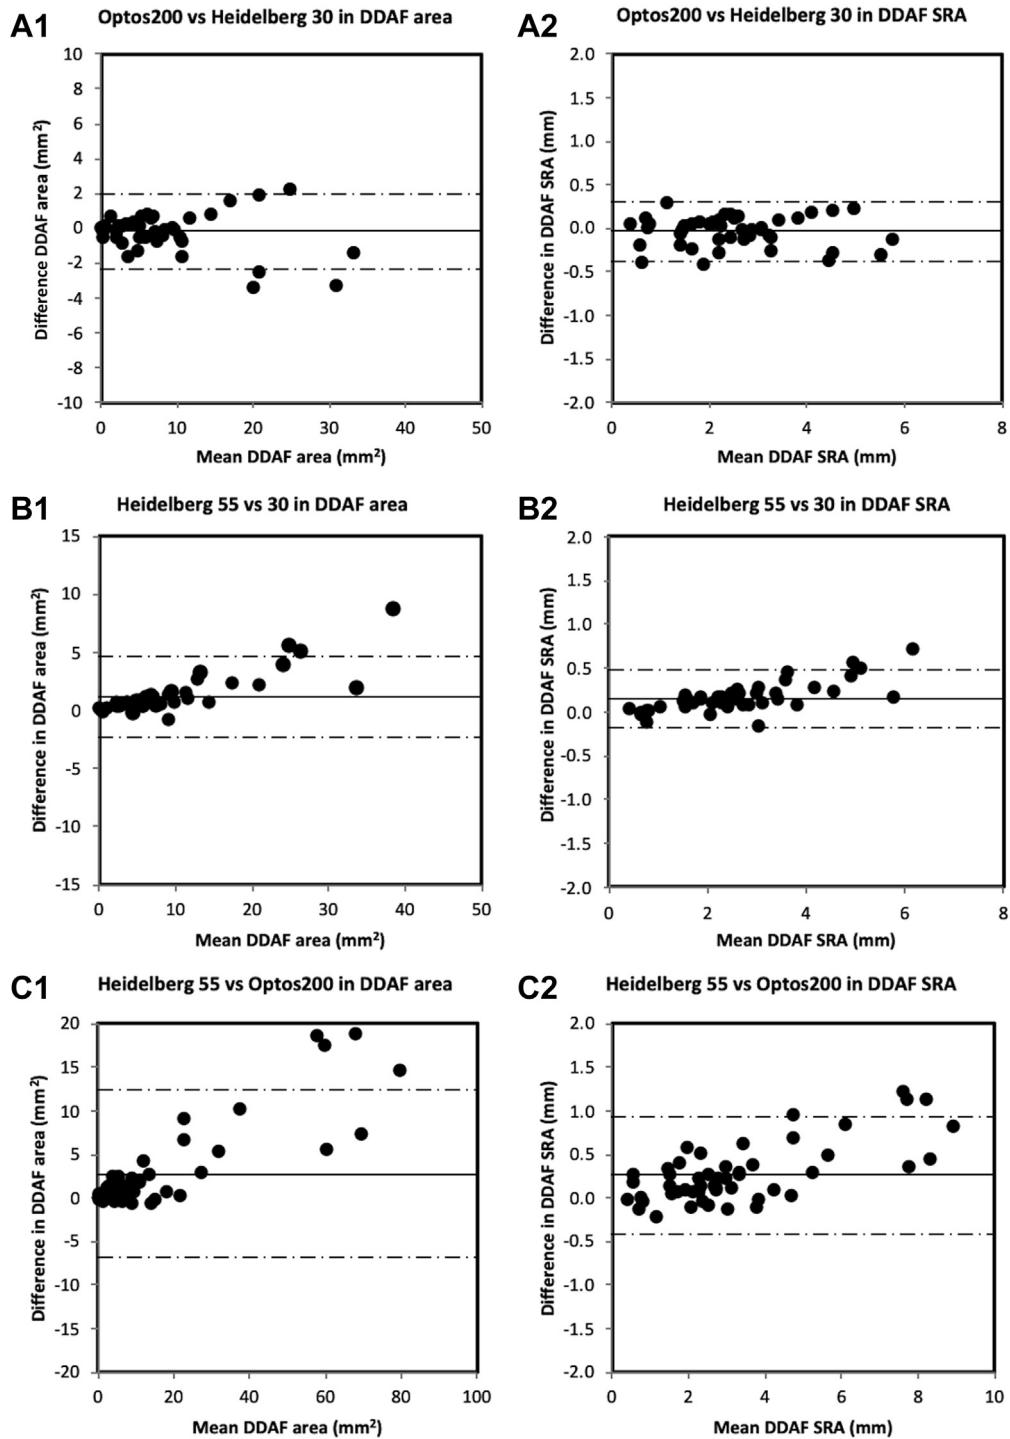 A1
Optos200 vs Heidelberg 30 in DDAF area
Difference DDAF area (mm²)
10
8
6
4
2
0
-2
-4
-6
-8
-10
0 10 20 30 40 50
Mean DDAF area (mm²)
A2
Optos200 vs Heidelberg 30 in DDAF SRA
Difference in DDAF SRA (mm)
2.0
1.5
1.0
0.5
0.0
-0.5
-1.0
-1.5
-2.0
0 2 4 6 8
Mean DDAF SRA (mm)
B1
Heidelberg 55 vs 30 in DDAF area
Difference in DDAF area (mm²)
15
10
5
0
-5
-10
-15
0 10 20 30 40 50
Mean DDAF area (mm²)
B2
Heidelberg 55 vs 30 in DDAF SRA
Difference in DDAF SRA (mm)
2.0
1.5
1.0
0.5
0.0
-0.5
-1.0
-1.5
-2.0
0 2 4 6 8
Mean DDAF SRA (mm)
C1
Heidelberg 55 vs Optos200 in DDAF area
Difference in DDAF area (mm²)
20
15
10
5
0
-5
-10
-15
-20
0 20 40 60 80 100
Mean DDAF area (mm²)
C2
Heidelberg 55 vs Optos200 in DDAF SRA
Difference in DDAF SRA (mm)
2.0
1.5
1.0
0.5
0.0
-0.5
-1.0
-1.5
-2.0
0 2 4 6 8 10
Mean DDAF SRA (mm)